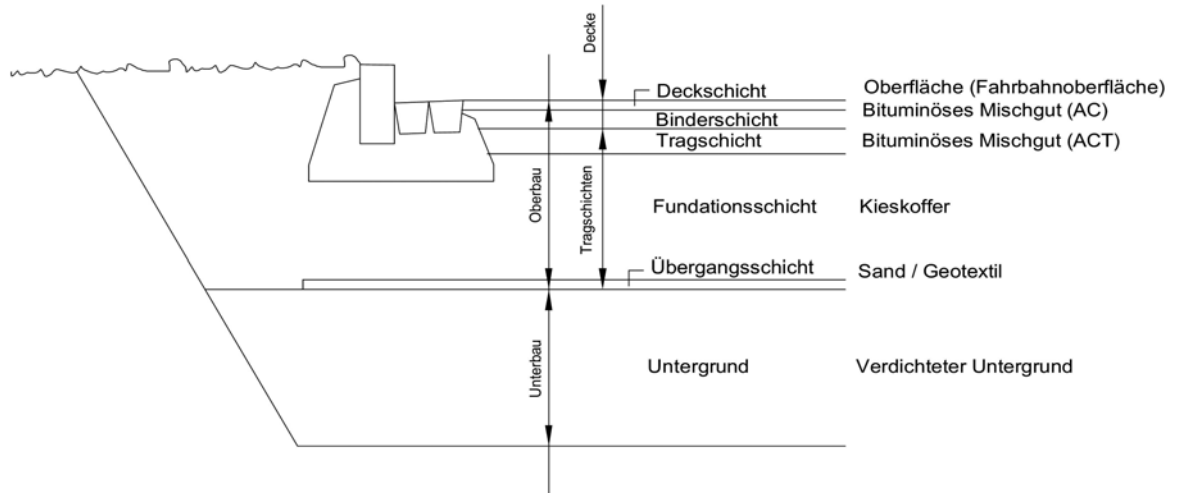 Decke
Deckschicht Oberfläche (Fahrbahnoberfläche)
Bituminöses Mischgut (AC)
Binderschicht
Tragschicht Bituminöses Mischgut (ACT)
Oberbau
Tragschichten
Fundationsschicht Kieskoffer
Übergangsschicht Sand / Geotextil
Unterbau
Untergrund Verdichteter Untergrund